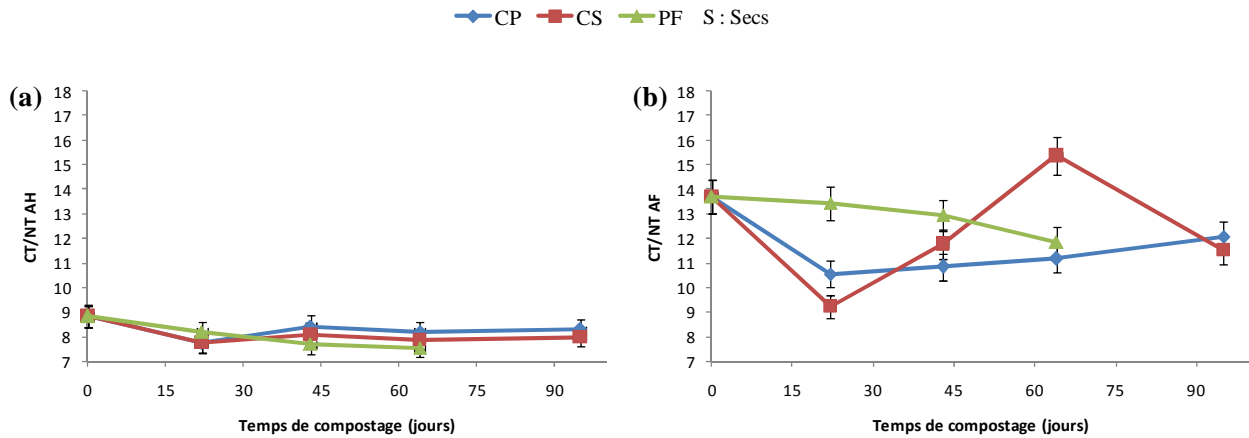 CP CS PF S : Secs
(a)
18
17
16
15
14
13
12
11
10
9
8
7
CT/NT AH
0 15 30 45 60 75 90
Temps de compostage (jours)
(b)
18
17
16
15
14
13
12
11
10
9
8
7
CT/NT AF
0 15 30 45 60 75 90
Temps de compostage (jours)